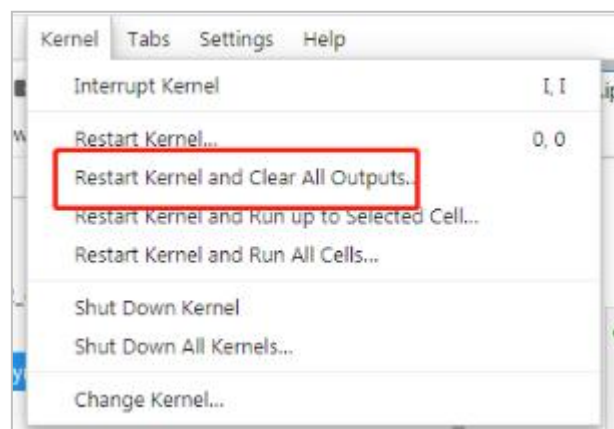 Kernel Tabs Settings Help
Interrupt Kernel I, I
Restart Kernel... 0, 0
Restart Kernel and Clear All Outputs..
Restart Kernel and Run up to Selected Cell...
Restart Kernel and Run All Cells...
Shut Down Kernel
Shut Down All Kernels...
Change Kernel...